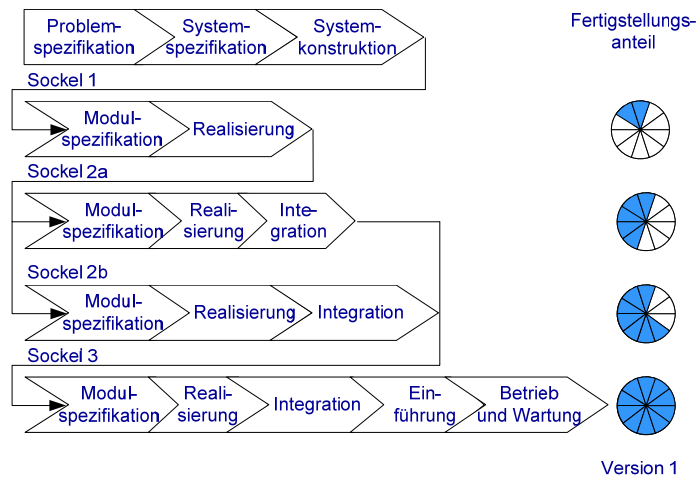 Problem-
spezifikation
System-
spezifikation
System-
konstruktion
Fertigstellungs-
anteil
Sockel 1
Modul-
spezifikation
Realisierung
Sockel 2a
Modul-
spezifikation
Reali-
sierung
Inte-
gration
Sockel 2b
Modul-
spezifikation
Realisierung
Integration
Sockel 3
Modul-
spezifikation
Reali-
sierung
Integration
Ein-
führung
Betrieb
und Wartung
Version 1